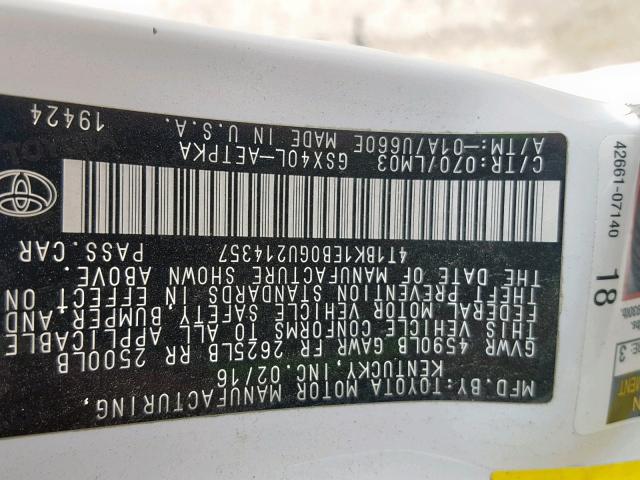 MFD.BY:TOYOTA MOTOR MANUFACTURING,
KENTUCKY,INC.02/16
GVWR 4590LB GAWR FR 2625LB RR 2500LB
THIS VEHICLE CONFORMS TO ALL APPLICABLE
FEDERAL MOTOR VEHICLE SAFETY, BUMPER, AND
THEFT PREVENTION STANDARDS IN EFFECT ON
THE DATE OF MANUFACTURE SHOWN ABOVE.
4T1BK1EB0GU214357 PASS.CAR
C/TR:070/LM03
GSX40L-AETPKA
A/TM:-01A/U660E MADE IN U.S.A.
19424
42661-07140
18
3